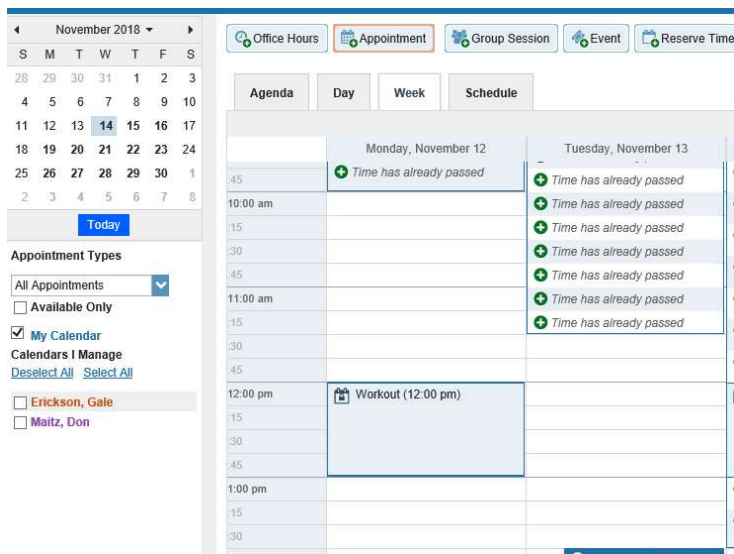 November 2018
S M T W T F S
28 29 30 31 1 2 3
4 5 6 7 8 9 10
11 12 13 14 15 16 17
18 19 20 21 22 23 24
25 26 27 28 29 30 1
2 3 4 5 6 7 8
Today
Appointment Types
All Appointments
Available Only
My Calendar
Calendars I Manage
Deselect All Select All
Erickson, Gale
Maitz, Don
Office Hours Appointment Group Session Event Reserve Time
Agenda Day Week Schedule
Monday, November 12 Tuesday, November 13
:45 Time has already passed Time has already passed
10:00 am Time has already passed
:15 Time has already passed
:30 Time has already passed
:45 Time has already passed
11:00 am Time has already passed
:15 Time has already passed
:30
:45
12:00 pm Workout (12:00 pm)
:15
:30
:45
1:00 pm
:15
:30